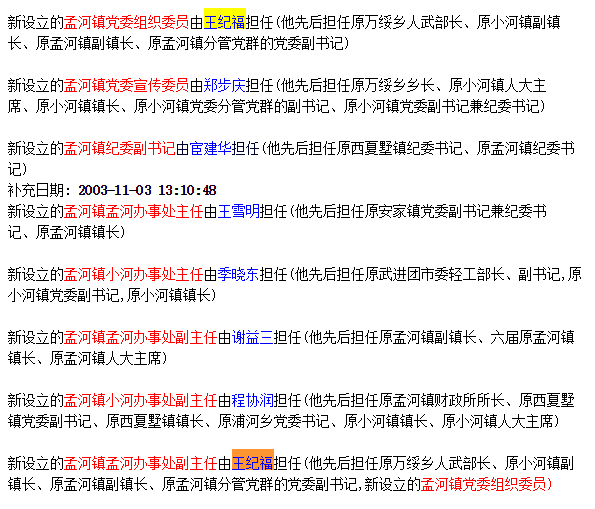 新设立的孟河镇党委组织委员由王纪福担任(他先后担任原万绥乡人武部长、原小河镇副镇
长、原孟河镇副镇长、原孟河镇分管党群的党委副书记)
新设立的孟河镇党委宣传委员由郑步庆担任(他先后担任原万绥乡乡长、原小河镇人大主
席、原小河镇镇长、原小河镇党委分管党群的副书记、原小河镇党委副书记兼纪委书记)
新设立的孟河镇纪委副书记由宦建华担任(他先后担任原西夏墅镇纪委书记、原孟河镇纪委书
记)
补充日期: 2003-11-03 13:10:48
新设立的孟河镇孟河办事处主任由王雪明担任(他先后担任原安家镇党委副书记兼纪委书
记、原孟河镇镇长)
新设立的孟河镇小河办事处主任由季晓东担任(他先后担任原武进团市委轻工部长、副书记,原
小河镇党委副书记,原小河镇镇长)
新设立的孟河镇孟河办事处副主任由谢益三担任(他先后担任原孟河镇副镇长、六届原孟河镇
镇长、原孟河镇人大主席)
新设立的孟河镇小河办事处副主任由程协润担任(他先后担任原孟河镇财政所所长、原西夏墅
镇党委副书记、原西夏墅镇镇长、原浦河乡党委书记、原小河镇镇长、原小河镇人大主席)
新设立的孟河镇孟河办事处副主任由王纪福担任(他先后担任原万绥乡人武部长、原小河镇副
镇长、原孟河镇副镇长、原孟河镇分管党群的党委副书记,新设立的孟河镇党委组织委员)